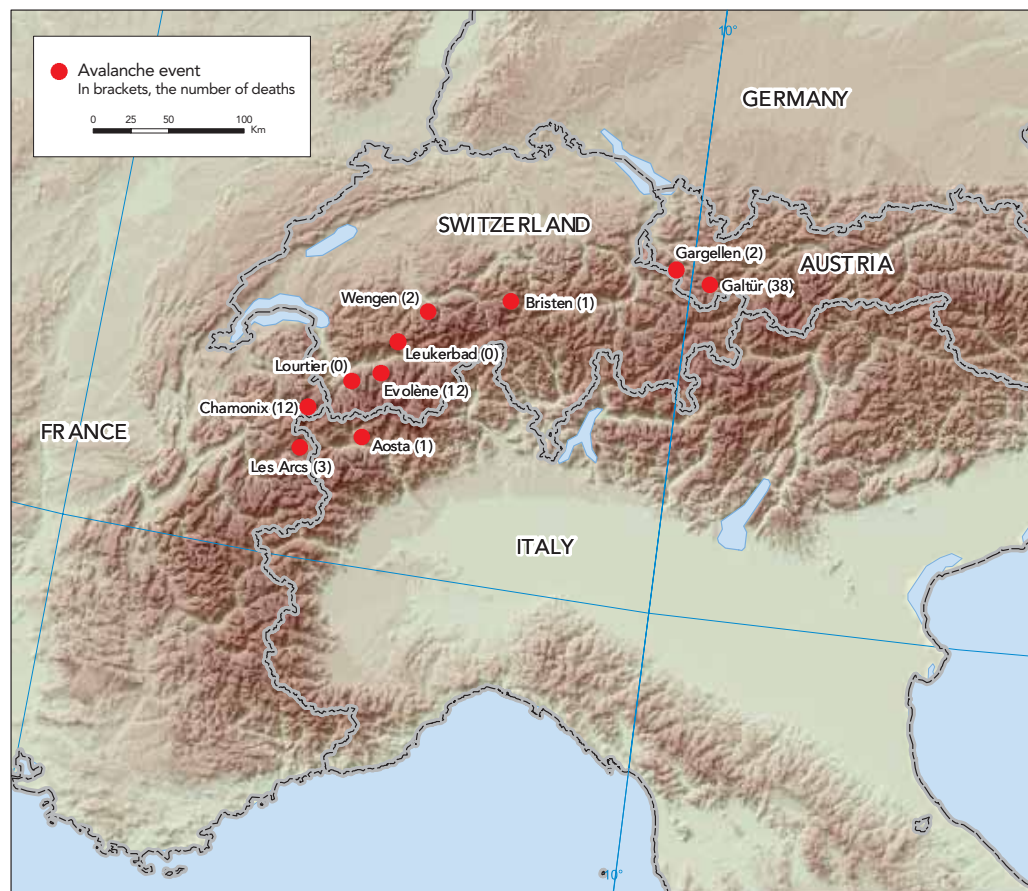 10°
Avalanche event
In brackets, the number of deaths
0 25 50 100
Km
GERMANY
SWITZERLAND
Gargellen (2)
AUSTRIA
Galtür (38)
Wengen (2)
Bristen (1)
Leukerbad (0)
Lourtier (0)
Evolène (12)
Chamonix (12)
FRANCE
Aosta (1)
Les Arcs (3)
ITALY
10°